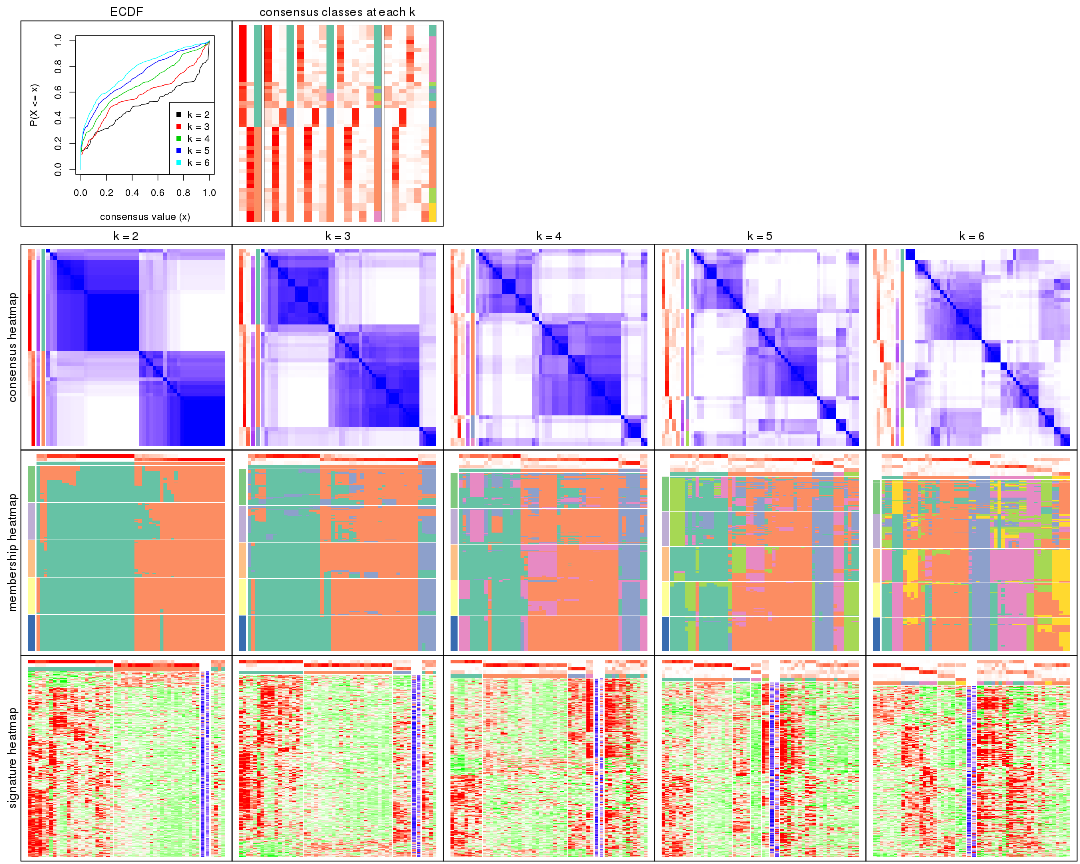 ECDF
consensus classes at each k
P(X <= x)
0.0
0.2
0.4
0.6
0.8
1.0
k = 2
k = 3
k = 4
k = 5
k = 6
0.0
0.2
0.4
0.6
0.8
1.0
consensus value (x)
k = 2
k = 3
k = 4
k = 5
k = 6
consensus heatmap
membership heatmap
signature heatmap